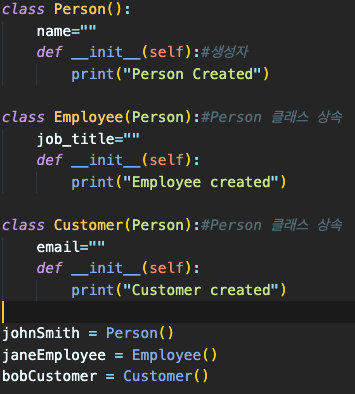 class Person():
    name=""
    def __init__(self):#생성자
        print("Person Created")

class Employee(Person):#Person 클래스 상속
    job_title=""
    def __init__(self):
        print("Employee created")

class Customer(Person):#Person 클래스 상속
    email=""
    def __init__(self):
        print("Customer created")

johnSmith = Person()
janeEmployee = Employee()
bobCustomer = Customer()